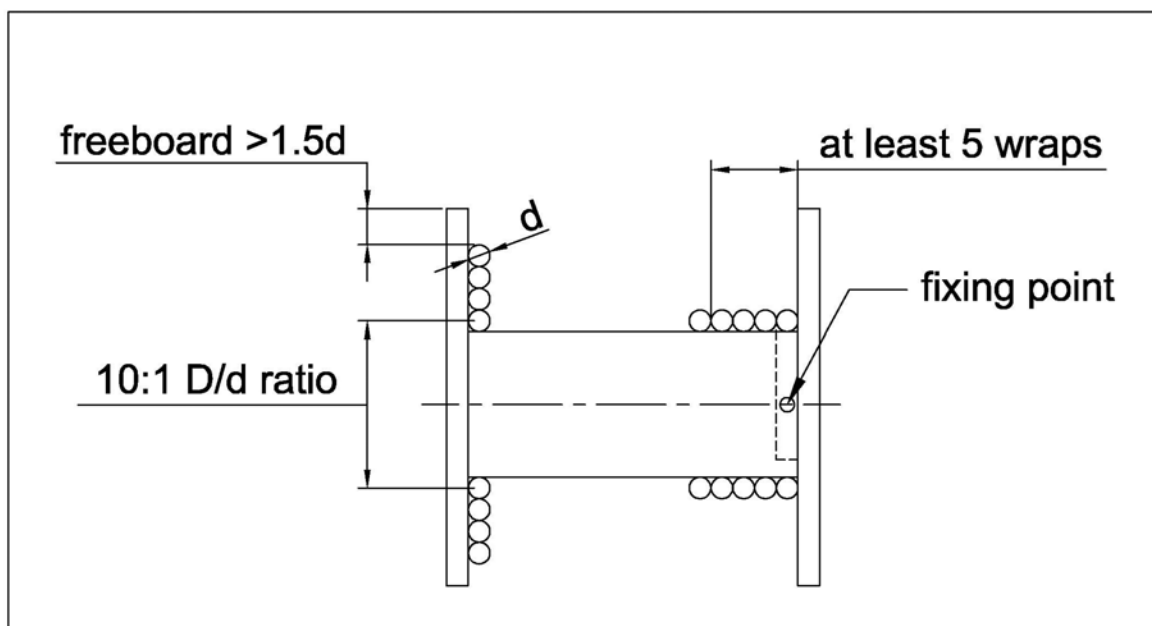 freeboard >1.5d
at least 5 wraps
d
fixing point
10:1 D/d ratio